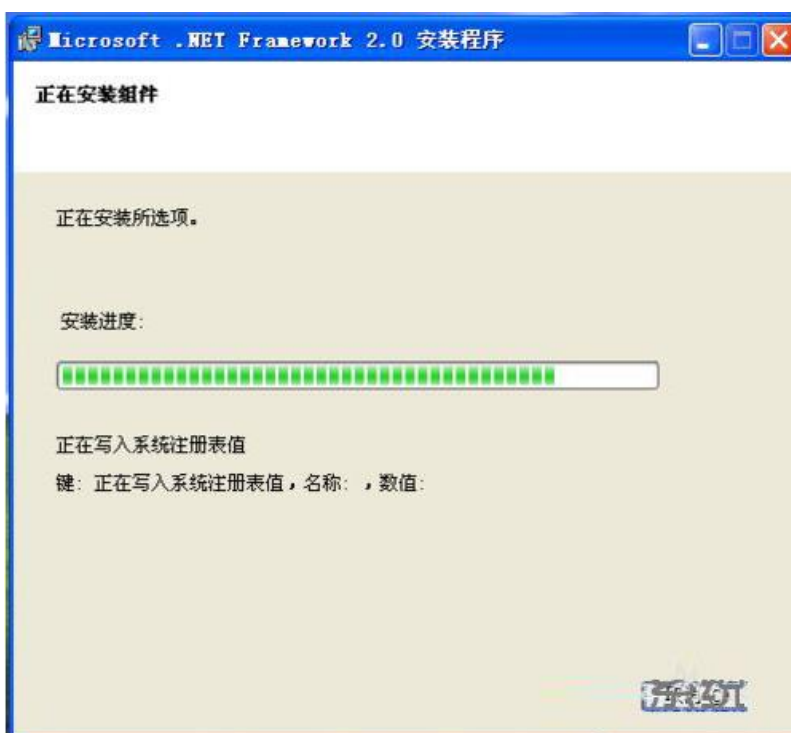 Microsoft .NET Framework 2.0 安装程序
正在安装组件
正在安装所选项。
安装进度:
正在写入系统注册表值
键: 正在写入系统注册表值，名称: ，数值: